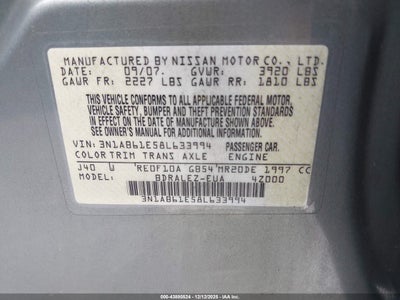 MANUFACTURED BY NISSAN MOTOR CO., LTD.
DATE: 09/07. GVWR: 3920 LBS
GAWR FR: 2227 LBS GAWR RR: 1810 LBS
THIS VEHICLE CONFORMS TO ALL APPLICABLE FEDERAL MOTOR
VEHICLE SAFETY, BUMPER, AND THEFT PREVENTION STANDARDS
IN EFFECT ON THE DATE OF MANUFACTURE SHOWN ABOVE.
SEE OWNER'S MANUAL FOR ADDITIONAL INFORMATION
VIN: 3N1AB61E58L633994 PASSENGER CAR.
COLOR TRIM TRANS AXLE ENGINE
J40 U RE0F10A GB54 MR20DE 1997 CC
MODEL BDRALEZ-EUA 4Z000
3N1AB61E58L633994
000-43880524 - 12/12/2025 - iaai.com